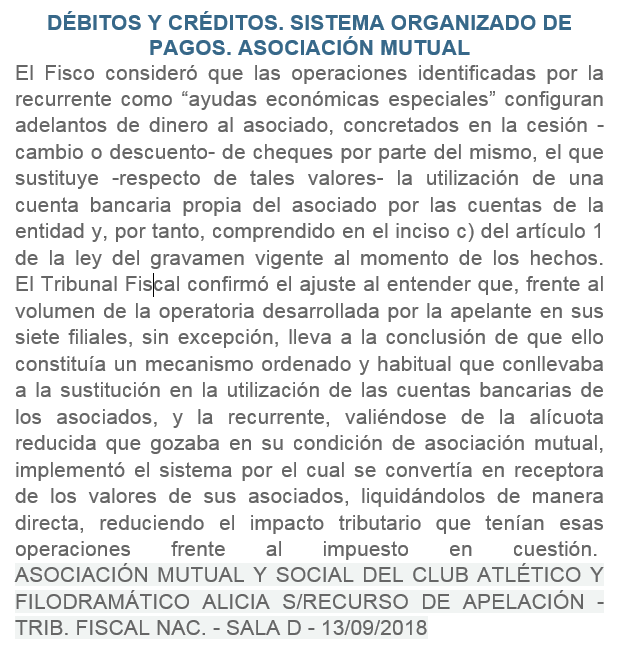 DÉBITOS Y CRÉDITOS. SISTEMA ORGANIZADO DE
PAGOS. ASOCIACIÓN MUTUAL
El Fisco consideró que las operaciones identificadas por la
recurrente como “ayudas económicas especiales” configuran
adelantos de dinero al asociado, concretados en la cesión -
cambio o descuento- de cheques por parte del mismo, el que
sustituye -respecto de tales valores- la utilización de una
cuenta bancaria propia del asociado por las cuentas de la
entidad y, por tanto, comprendido en el inciso c) del artículo 1
de la ley del gravamen vigente al momento de los hechos.
El Tribunal Fiscal confirmó el ajuste al entender que, frente al
volumen de la operatoria desarrollada por la apelante en sus
siete filiales, sin excepción, lleva a la conclusión de que ello
constituía un mecanismo ordenado y habitual que conllevaba
a la sustitución en la utilización de las cuentas bancarias de
los asociados, y la recurrente, valiéndose de la alícuota
reducida que gozaba en su condición de asociación mutual,
implementó el sistema por el cual se convertía en receptora
de los valores de sus asociados, liquidándolos de manera
directa, reduciendo el impacto tributario que tenían esas
operaciones frente al impuesto en cuestión.
ASOCIACIÓN MUTUAL Y SOCIAL DEL CLUB ATLÉTICO Y
FILODRAMÁTICO ALICIA S/RECURSO DE APELACIÓN -
TRIB. FISCAL NAC. - SALA D - 13/09/2018